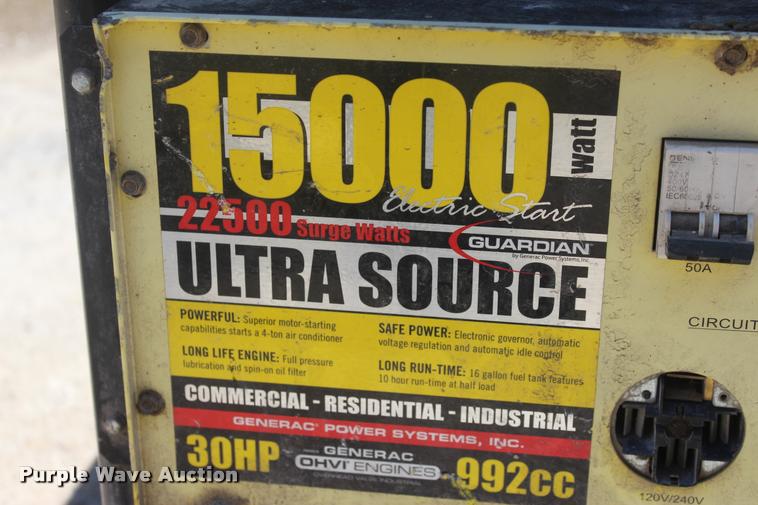 15000
watt
Electric Start
22500 Surge Watts
GUARDIAN
by Generac Power Systems, Inc.
ULTRA SOURCE
POWERFUL: Superior motor-starting
capabilities starts a 4-ton air conditioner
SAFE POWER: Electronic governor, automatic
voltage regulation and automatic idle control
LONG LIFE ENGINE: Full pressure
lubrication and spin-on oil filter
LONG RUN-TIME: 16 gallon fuel tank features
10 hour run-time at half load
COMMERCIAL - RESIDENTIAL - INDUSTRIAL
GENERAC POWER SYSTEMS, INC.
30HP
GENERAC
OHVI ENGINES
OVERHEAD VALVE INDUSTRIAL
992cc
50A
CIRCUIT
120V/240V
Purple Wave Auction